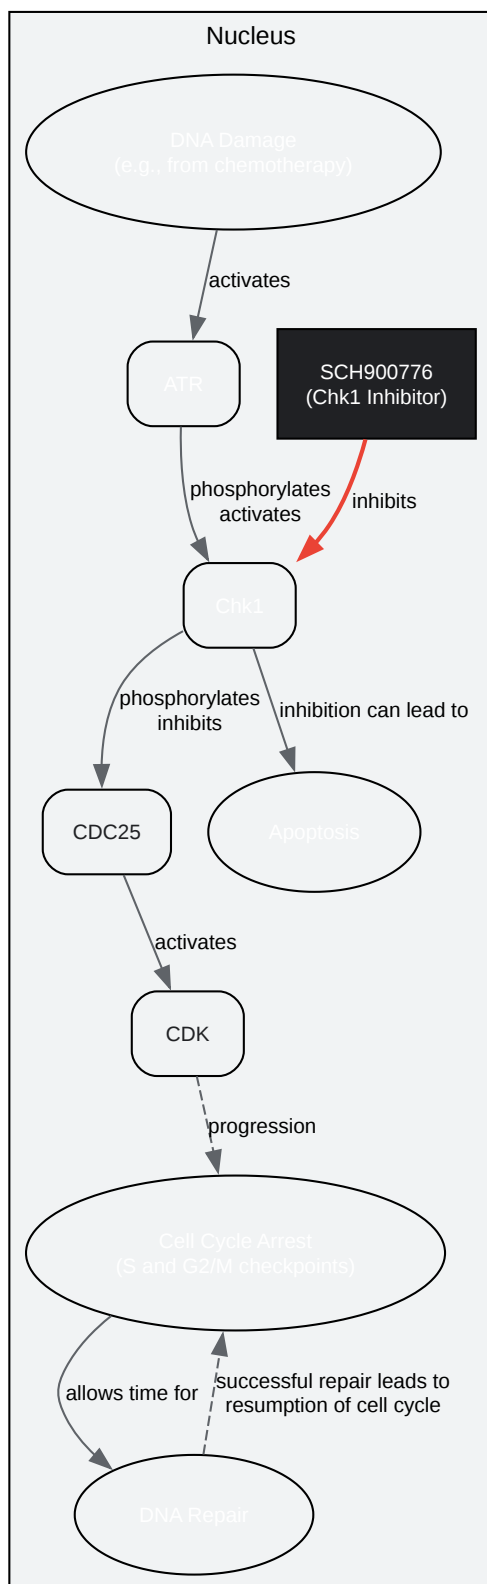 Nucleus
DNA Damage
(e.g., from chemotherapy)
activates
ATR
SCH900776
(Chk1 Inhibitor)
phosphorylates
activates
inhibits
Chk1
phosphorylates
inhibits
inhibition can lead to
CDC25
Apoptosis
activates
CDK
progression
Cell Cycle Arrest
(S and G2/M checkpoints)
allows time for
successful repair leads to
resumption of cell cycle
DNA Repair